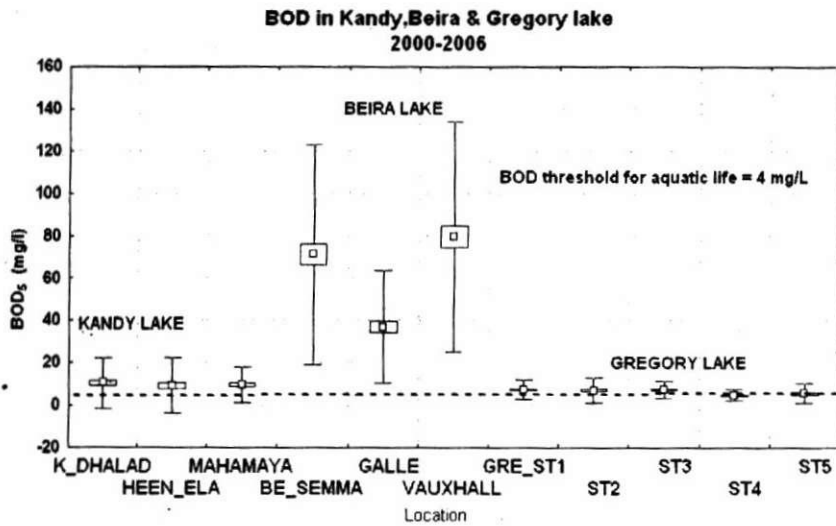 BOD in Kandy,Beira & Gregory lake
2000-2006
160
140
120
100
80
60
40
20
0
-20
BOD5 (mg/l)
BEIRA LAKE
BOD threshold for aquatic life = 4 mg/L
KANDY LAKE
GREGORY LAKE
K_DHALAD MAHAMAYA GALLE GRE_ST1 ST3 ST5
HEEN_ELA BE_SEMMA VAUXHALL ST2 ST4
Location